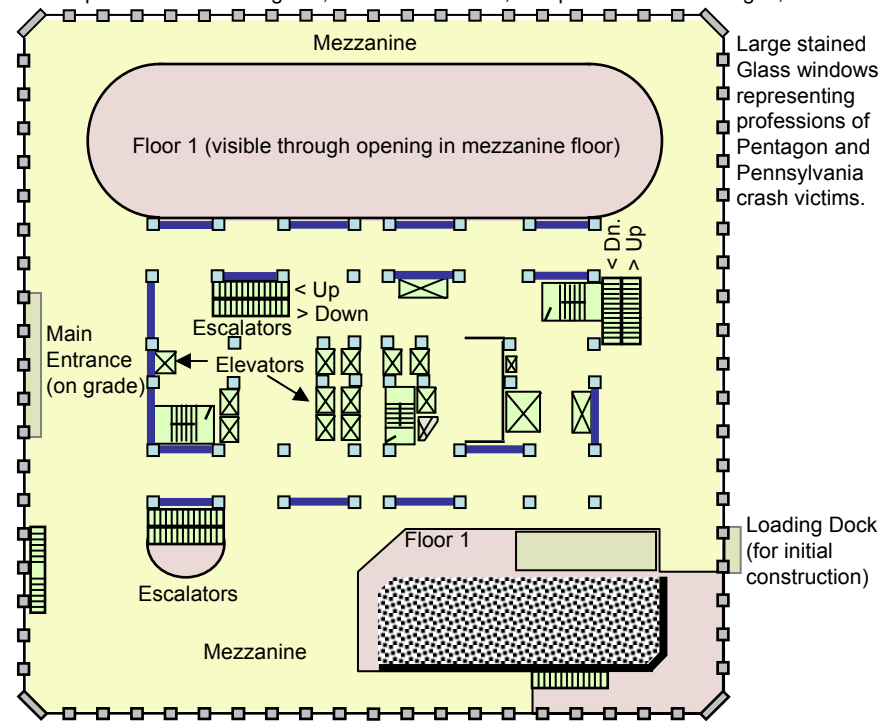 Mezzanine
Large stained
Glass windows
representing
professions of
Pentagon and
Pennsylvania
crash victims.
Floor 1 (visible through opening in mezzanine floor)
< Dn.
> Up
< Up
> Down
Escalators
Main
Entrance
(on grade)
Elevators
Floor 1
Loading Dock
(for initial
construction)
Escalators
Mezzanine